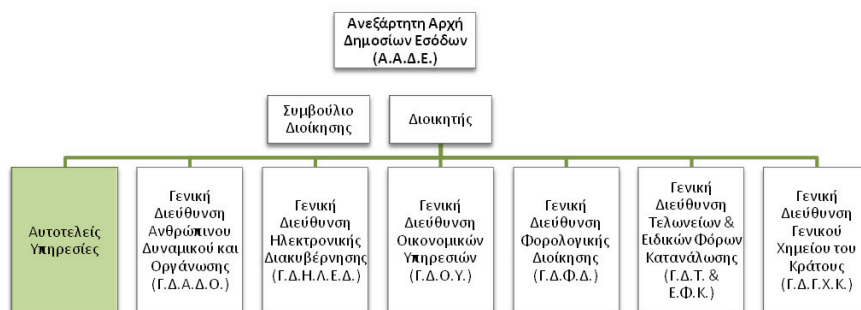 Ανεξάρτητη Αρχή
Δημοσίων Εσόδων
(Α.Α.Δ.Ε.)
Συμβούλιο
Διοίκησης
Διοικητής
Αυτοτελείς
Υπηρεσίες
Γενική
Διεύθυνση
Ανθρώπινου
Δυναμικού και
Οργάνωσης
(Γ.Δ.Α.Δ.Ο.)
Γενική
Διεύθυνση
Ηλεκτρονικής
Διακυβέρνησης
(Γ.Δ.Η.Λ.Ε.Δ.)
Γενική
Διεύθυνση
Οικονομικών
Υπηρεσιών
(Γ.Δ.Ο.Υ.)
Γενική
Διεύθυνση
Φορολογικής
Διοίκησης
(Γ.Δ.Φ.Δ.)
Γενική
Διεύθυνση
Τελωνείων &
Ειδικών Φόρων
Κατανάλωσης
(Γ.Δ.Τ. &
Ε.Φ.Κ.)
Γενική
Διεύθυνση
Γενικού
Χημείου του
Κράτους
(Γ.Δ.Γ.Χ.Κ.)